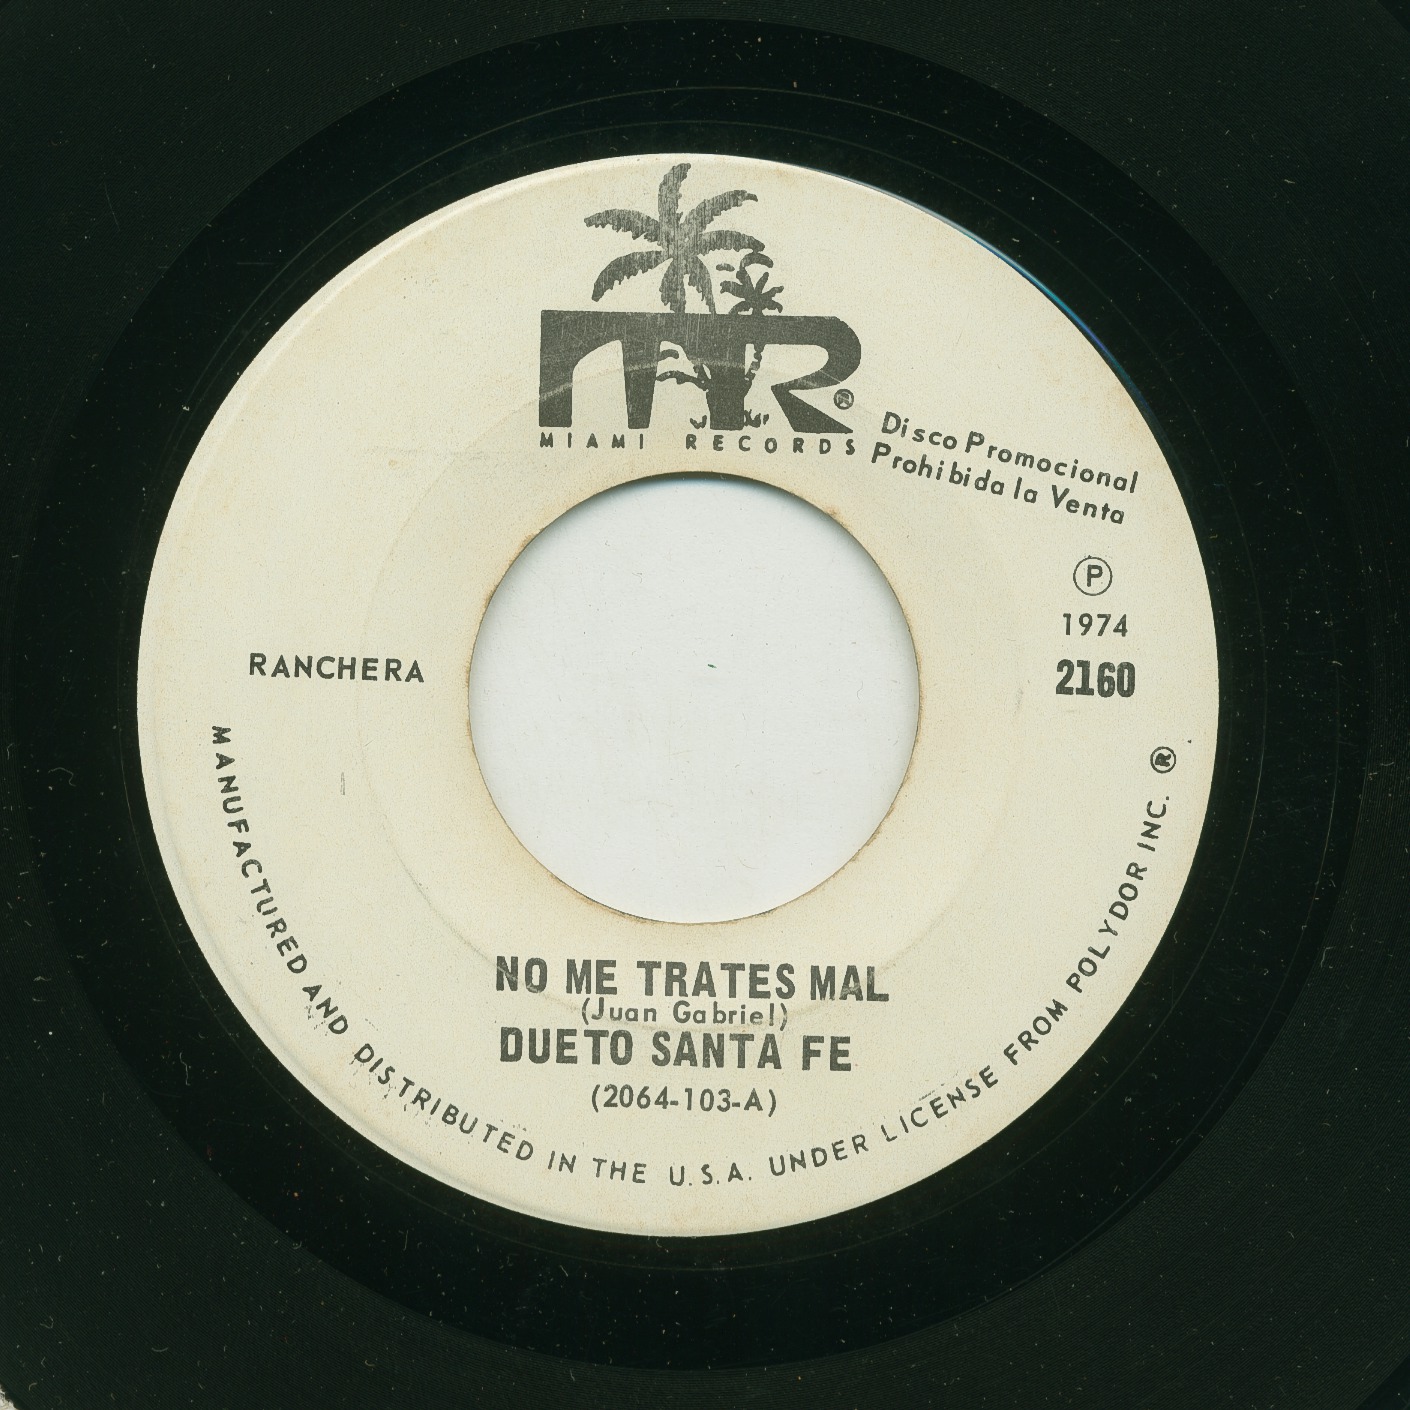 MR ®
MIAMI RECORDS
Disco Promocional
Prohibida la Venta
Ⓟ
1974
2160
RANCHERA
NO ME TRATES MAL
(Juan Gabriel)
DUETO SANTA FE
(2064-103-A)
MANUFACTURED AND DISTRIBUTED IN THE U.S.A. UNDER LICENSE FROM POLYDOR INC. ®